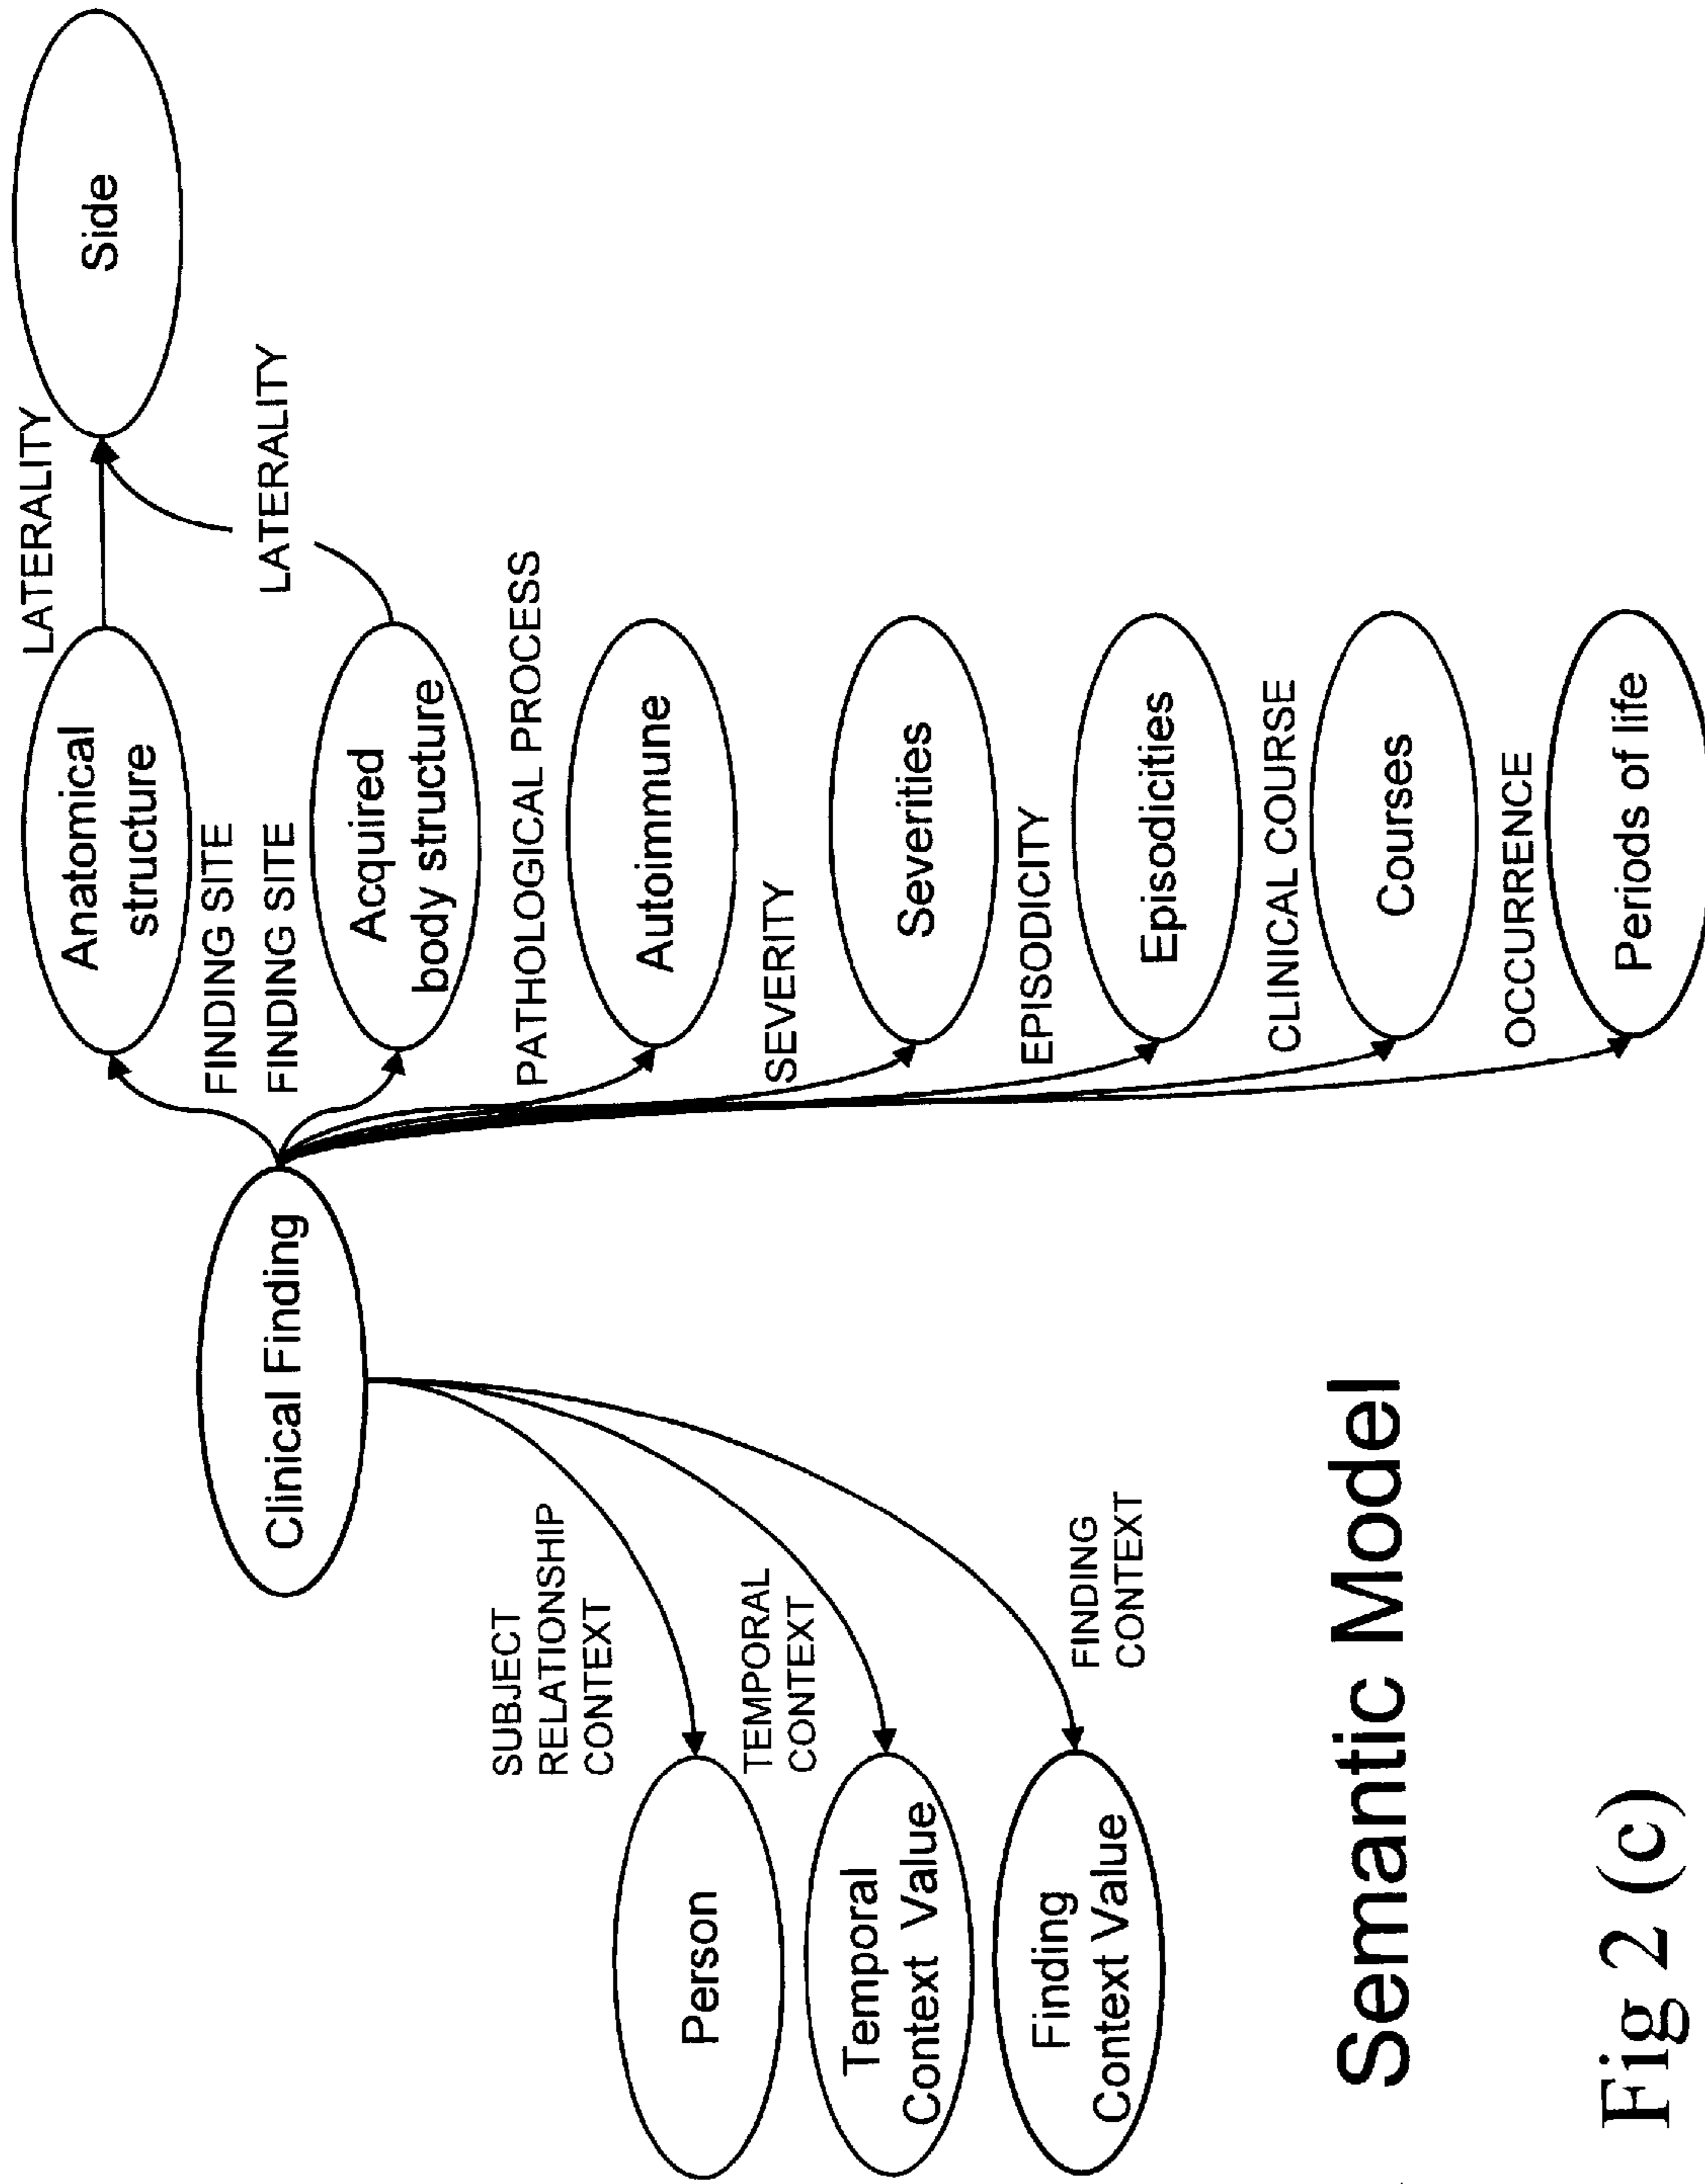 LATERALITY
Side
Anatomical
structure
FINDING SITE
FINDING SITE
LATERALITY
Clinical Finding
Acquired
body structure
PATHOLOGICAL PROCESS
Autoimmune
SUBJECT
RELATIONSHIP
CONTEXT
SEVERITY
Person
Severities
TEMPORAL
CONTEXT
EPISODICITY
Temporal
Context Value
Episodicities
FINDING
CONTEXT
CLINICAL COURSE
Finding
Context Value
Courses
OCCURRENCE
Semantic Model
Periods of life
Fig 2 (c)